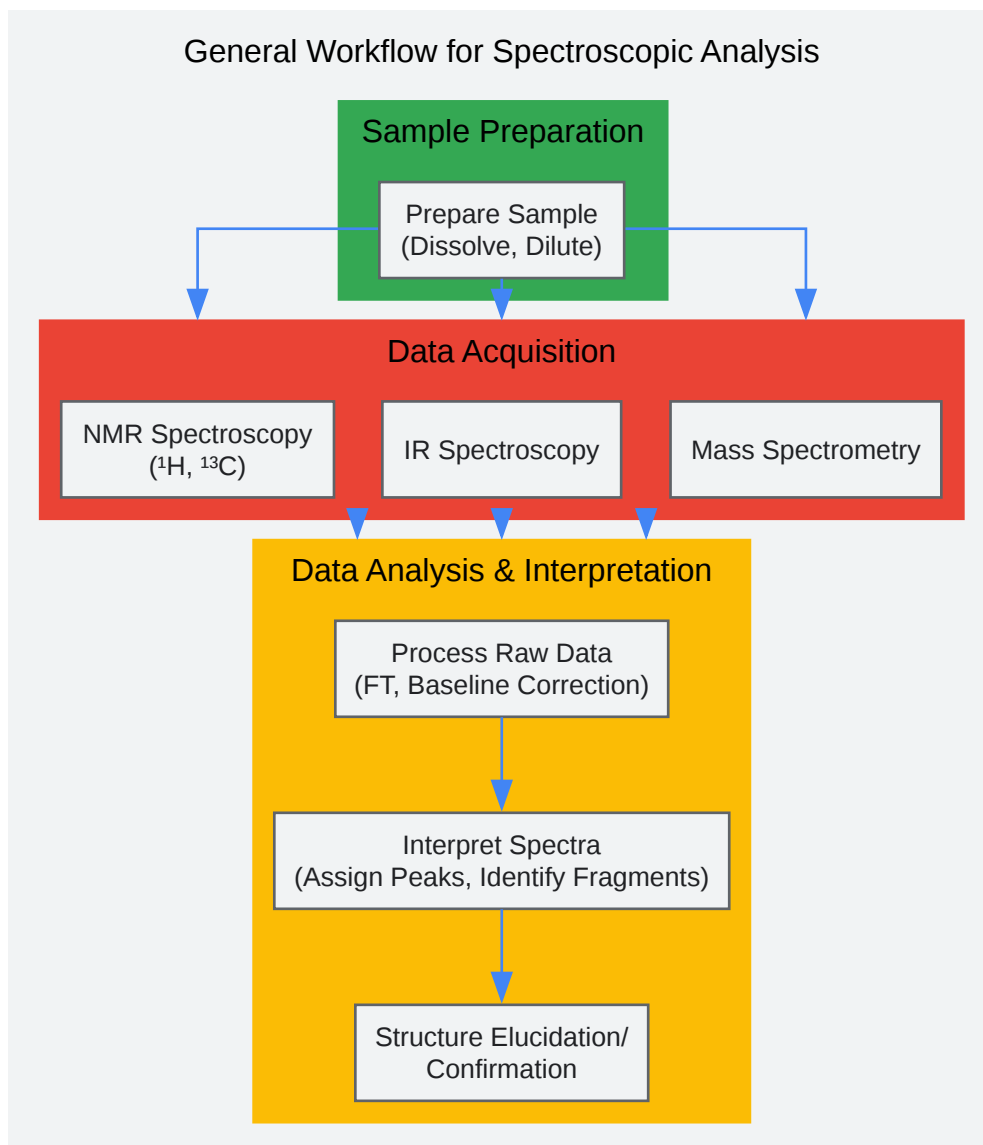 General Workflow for Spectroscopic Analysis
Sample Preparation
Prepare Sample
(Dissolve, Dilute)
Data Acquisition
NMR Spectroscopy
(¹H, ¹³C)
IR Spectroscopy
Mass Spectrometry
Data Analysis & Interpretation
Process Raw Data
(FT, Baseline Correction)
Interpret Spectra
(Assign Peaks, Identify Fragments)
Structure Elucidation/
Confirmation